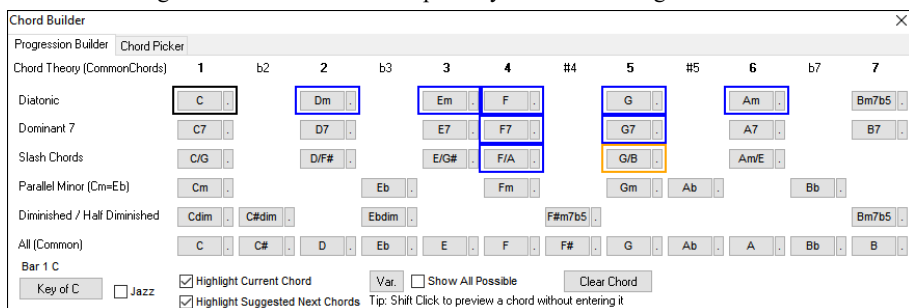 Chord Builder
Progression Builder Chord Picker
Chord Theory (CommonChords) 1 b2 2 b3 3 4 #4 5 #5 6 b7 7
Diatonic C . Dm . Em . F . G . Am . Bm7b5 .
Dominant 7 C7 . D7 . E7 . F7 . G7 . A7 . B7 .
Slash Chords C/G . D/F# . E/G# . F/A . G/B . Am/E .
Parallel Minor (Cm=Eb) Cm . Eb . Fm . Gm . Ab . Bb .
Diminished / Half Diminished Cdim . C#dim . Ebdim . F#m7b5 . Bm7b5 .
All (Common) C . C# . D . Eb . E . F . F# . G . Ab . A . Bb . B .
Bar 1 C
Key of C Jazz Highlight Current Chord Var. Show All Possible Clear Chord
Highlight Suggested Next Chords Tip: Shift Click to preview a chord without entering it